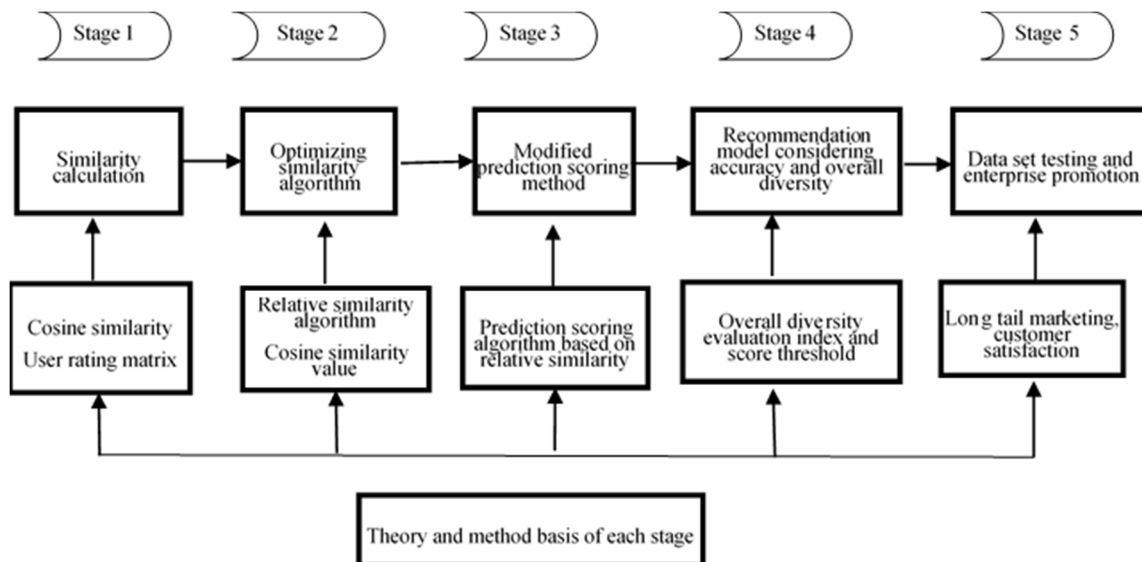 Stage 1
Stage 2
Stage 3
Stage 4
Stage 5
Similarity
calculation
Optimizing
similarity
algorithm
Modified
prediction scoring
method
Recommendation
model considering
accuracy and overall
diversity
Data set testing and
enterprise promotion
Cosine similarity
User rating matrix
Relative similarity
algorithm
Cosine similarity
value
Prediction scoring
algorithm based on
relative similarity
Overall diversity
evaluation index and
score threshold
Long tail marketing,
customer
satisfaction
Theory and method basis of each stage